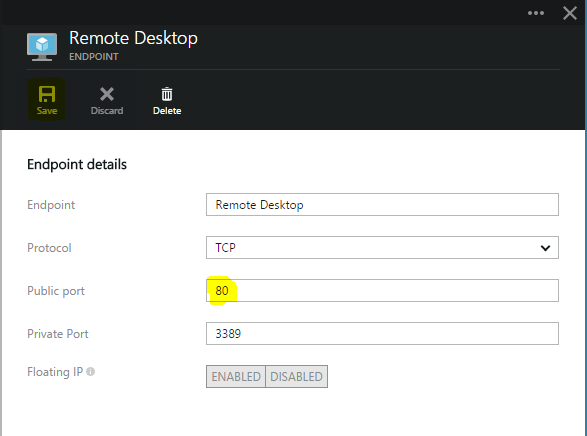 Remote Desktop
ENDPOINT
Save Discard Delete
Endpoint details
Endpoint Remote Desktop
Protocol TCP
Public port 80
Private Port 3389
Floating IP ENABLED DISABLED